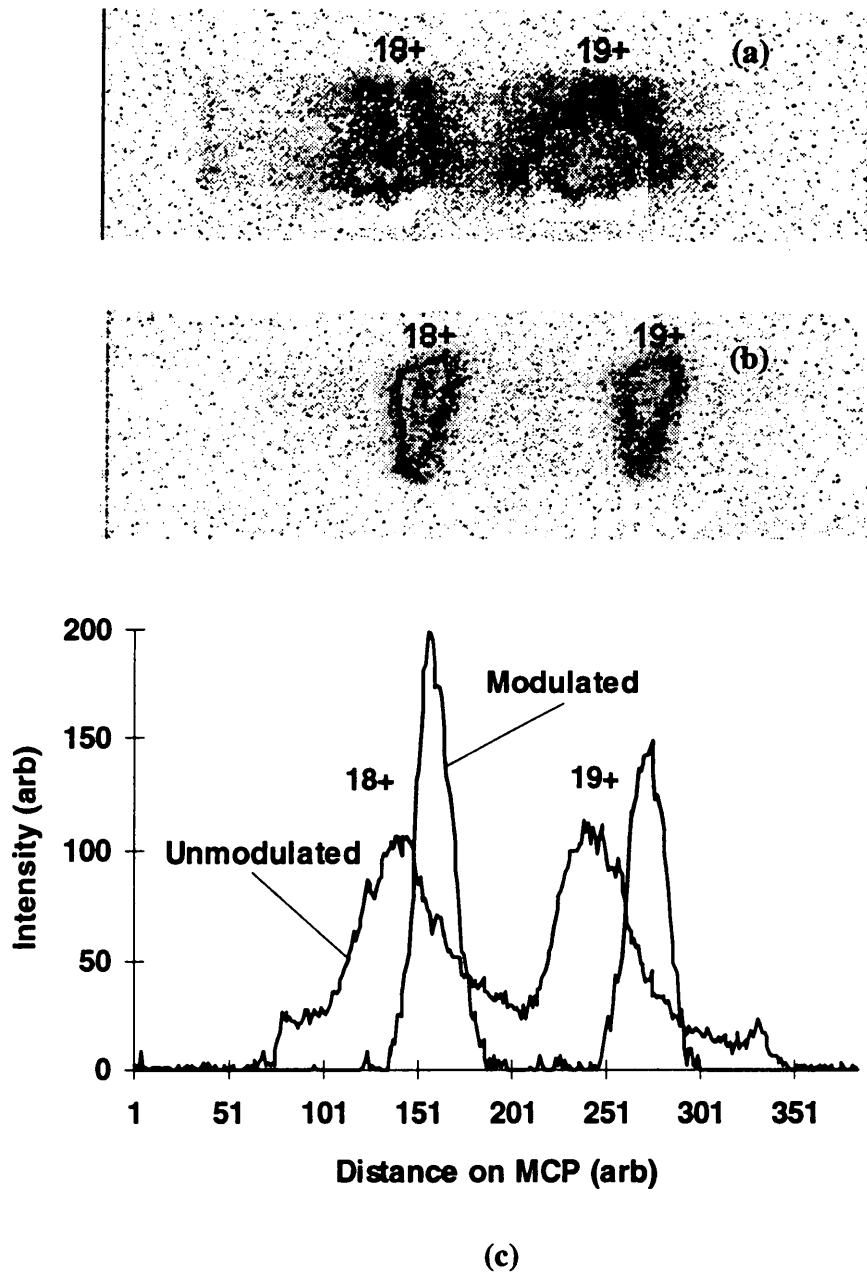 18+ 19+ (a)
18+ 19+ (b)
200
150
100
50
0
Intensity (arb)
Modulated
18+
19+
Unmodulated
1 51 101 151 201 251 301 351
Distance on MCP (arb)
(c)